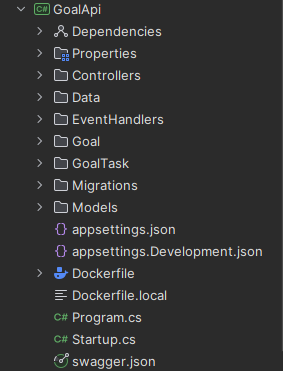 C# GoalApi
Dependencies
Properties
Controllers
Data
EventHandlers
Goal
GoalTask
Migrations
Models
{} appsettings.json
{} appsettings.Development.json
Dockerfile
Dockerfile.local
C# Program.cs
C# Startup.cs
swagger.json